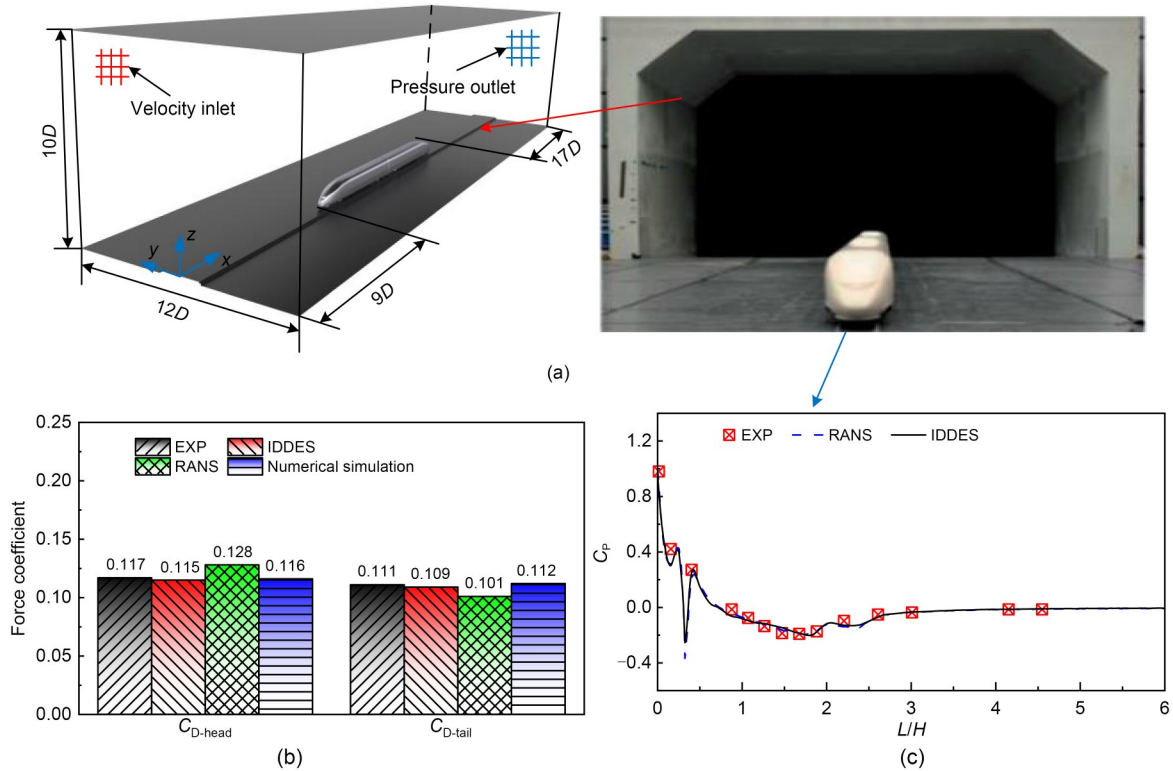 Velocity inlet
Pressure outlet
10D
17D
z
y
x
12D
9D
(a)
0.25
0.20
0.15
0.10
0.05
0.00
Force coefficient
EXP
IDDES
RANS
Numerical simulation
0.117
0.115
0.128
0.116
0.111
0.109
0.101
0.112
C_D-head
C_D-tail
(b)
1.2
0.8
0.4
0.0
−0.4
C_P
EXP
RANS
IDDES
0
1
2
3
4
5
6
L/H
(c)